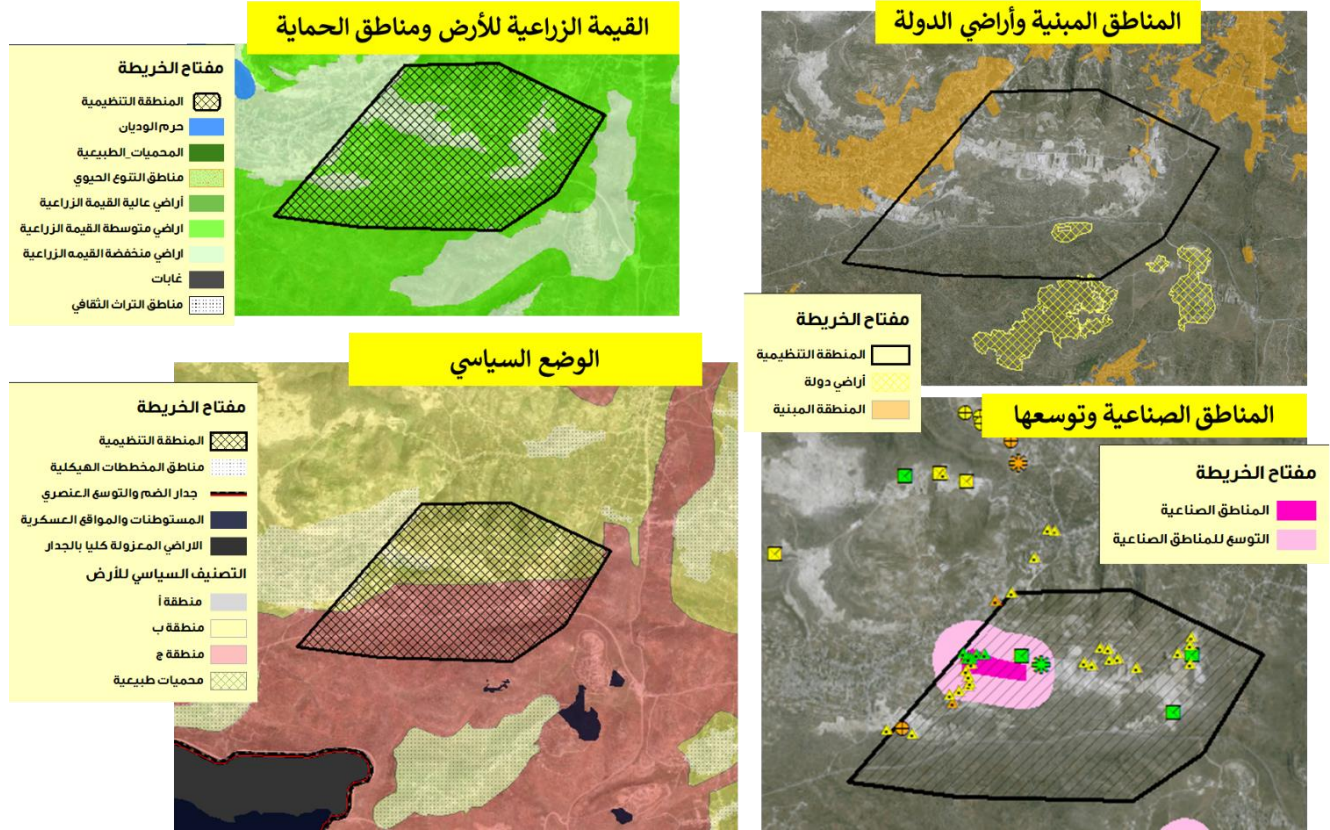 القيمة الزراعية للأرض ومناطق الحماية
مفتاح الخريطة
المنطقة التنظيمية
حرم الوديان
المحميات_الطبيعية
مناطق التنوع الحيوي
أراضي عالية القيمة الزراعية
اراضي متوسطة القيمة الزراعية
اراضي منخفضة القيمه الزراعية
غابات
مناطق التراث الثقافي
المناطق المبنية وأراضي الدولة
مفتاح الخريطة
المنطقة التنظيمية
أراضي دولة
المنطقة المبنية
الوضع السياسي
مفتاح الخريطة
المنطقة التنظيمية
مناطق المخططات الهيكلية
جدار الضم والتوسع العنصري
المستوطنات والمواقع العسكرية
الاراضي المعزولة كليا بالجدار
التصنيف السياسي للأرض
منطقة أ
منطقة ب
منطقة ج
محميات طبيعية
المناطق الصناعية وتوسعها
مفتاح الخريطة
المناطق الصناعية
التوسع للمناطق الصناعية